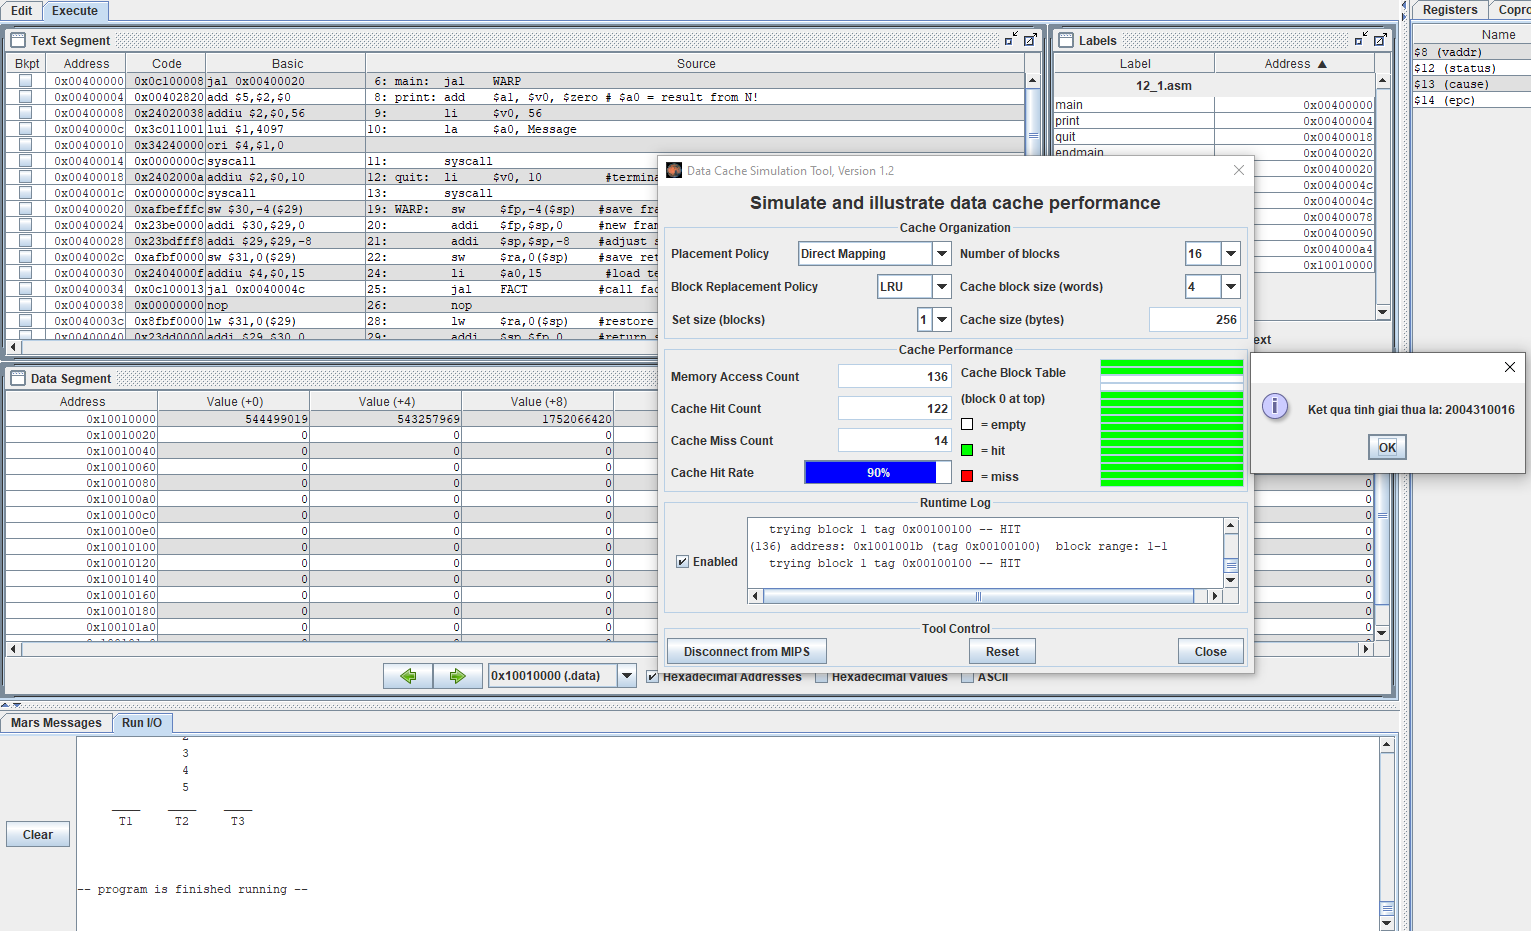 Edit Execute
Registers Copro
Text Segment
Bkpt Address Code Basic Source
0x00400000 0x0c100008 jal 0x00400020 6: main: jal WARP
0x00400004 0x00402820 add $5,$2,$0 8: print: add $a1, $v0, $zero # $a0 = result from N!
0x00400008 0x24020038 addiu $2,$0,56 9: li $v0, 56
0x0040000c 0x3c011001 lui $1,4097 10: la $a0, Message
0x00400010 0x34240000 ori $4,$1,0
0x00400014 0x0000000c syscall 11: syscall
0x00400018 0x2402000a addiu $2,$0,10 12: quit: li $v0, 10 #termina
0x0040001c 0x0000000c syscall 13: syscall
0x00400020 0xafbefffc sw $30,-4($29) 19: WARP: sw $fp,-4($sp) #save fra
0x00400024 0x23be0000 addi $30,$29,0 20: addi $fp,$sp,0 #new fram
0x00400028 0x23bdfff8 addi $29,$29,-8 21: addi $sp,$sp,-8 #adjust s
0x0040002c 0xafbf0000 sw $31,0($29) 22: sw $ra,0($sp) #save ret
0x00400030 0x2404000f addiu $4,$0,15 24: li $a0,15 #load te
0x00400034 0x0c100013 jal 0x0040004c 25: jal FACT #call fac
0x00400038 0x00000000 nop 26: nop
0x0040003c 0x8fbf0000 lw $31,0($29) 28: lw $ra,0($sp) #restore
0x00400040 0x23dd0000 addi $29,$30,0 29: addi $sp,$fp,0 #return s
Labels
Label Address ▲
12_1.asm
main 0x00400000
print 0x00400004
quit 0x00400018
endmain 0x00400020
0x00400020
0x0040004c
0x0040004c
0x00400078
0x00400090
0x004000a4
0x10010000
ext
Name
$8 (vaddr)
$12 (status)
$13 (cause)
$14 (epc)
Data Cache Simulation Tool, Version 1.2
Simulate and illustrate data cache performance
Cache Organization
Placement Policy Direct Mapping Number of blocks 16
Block Replacement Policy LRU Cache block size (words) 4
Set size (blocks) 1 Cache size (bytes) 256
Cache Performance
Memory Access Count 136 Cache Block Table
Cache Hit Count 122 (block 0 at top)
= empty
Cache Miss Count 14 = hit
Cache Hit Rate 90% = miss
Runtime Log
Enabled
trying block 1 tag 0x00100100 -- HIT
(136) address: 0x1001001b (tag 0x00100100) block range: 1-1
trying block 1 tag 0x00100100 -- HIT
Tool Control
Disconnect from MIPS Reset Close
Ket qua tinh giai thua la: 2004310016
OK
Data Segment
Address Value (+0) Value (+4) Value (+8)
0x10010000 544499019 543257969 1752066420
0x10010020 0 0 0
0x10010040 0 0 0
0x10010060 0 0 0
0x10010080 0 0 0 0
0x100100a0 0 0 0 0
0x100100c0 0 0 0 0
0x100100e0 0 0 0 0
0x10010100 0 0 0 0
0x10010120 0 0 0 0
0x10010140 0 0 0 0
0x10010160 0 0 0 0
0x10010180 0 0 0 0
0x100101a0 0 0 0 0
0x10010000 (.data) Hexadecimal Addresses Hexadecimal Values ASCII
Mars Messages Run I/O
Clear
2
3
4
5
T1 T2 T3
-- program is finished running --